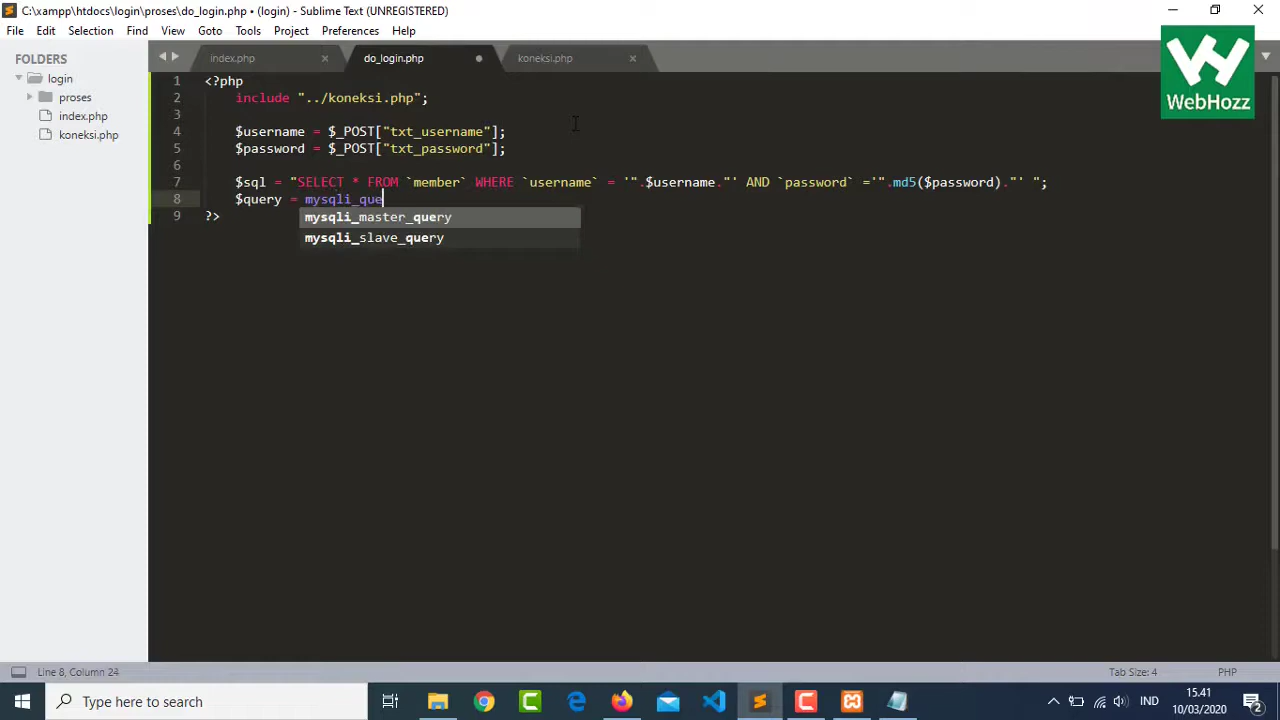 C:\xampp\htdocs\login\proses\do_login.php • (login) - Sublime Text (UNREGISTERED)
File Edit Selection Find View Goto Tools Project Preferences Help
WebHozz
FOLDERS
login
proses
index.php
koneksi.php
index.php do_login.php koneksi.php
1 <?php
2 include "../koneksi.php";
3
4 $username = $_POST["txt_username"];
5 $password = $_POST["txt_password"];
6
7 $sql = "SELECT * FROM `member` WHERE `username` = '".$username."' AND `password` ='".md5($password)."' ";
8 $query = mysqli_que
9 ?>
mysqli_master_query
mysqli_slave_query
Line 8, Column 24 Tab Size: 4 PHP
Type here to search
IND
15.41
10/03/2020
2